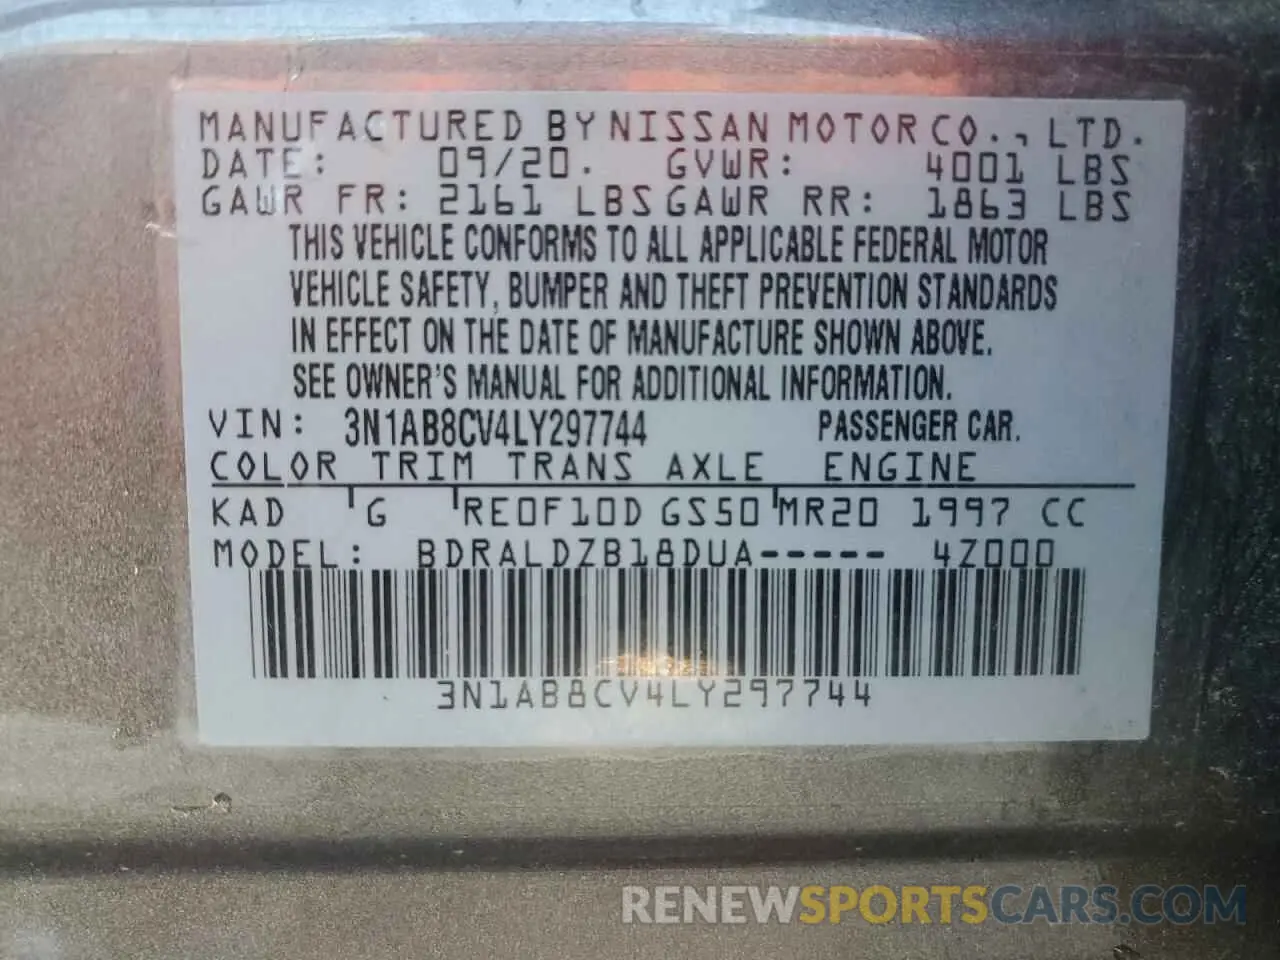 MANUFACTURED BY NISSAN MOTOR CO., LTD.
DATE: 09/20. GVWR: 4001 LBS
GAWR FR: 2161 LBS GAWR RR: 1863 LBS
THIS VEHICLE CONFORMS TO ALL APPLICABLE FEDERAL MOTOR
VEHICLE SAFETY, BUMPER AND THEFT PREVENTION STANDARDS
IN EFFECT ON THE DATE OF MANUFACTURE SHOWN ABOVE.
SEE OWNER'S MANUAL FOR ADDITIONAL INFORMATION.
VIN: 3N1AB8CV4LY297744 PASSENGER CAR.
COLOR TRIM TRANS AXLE ENGINE
KAD G RE0F10D GS50 MR20 1997 CC
MODEL: BDRALDZB18DUA----- 4Z000
3N1AB8CV4LY297744
RENEWSPORTSCARS.COM